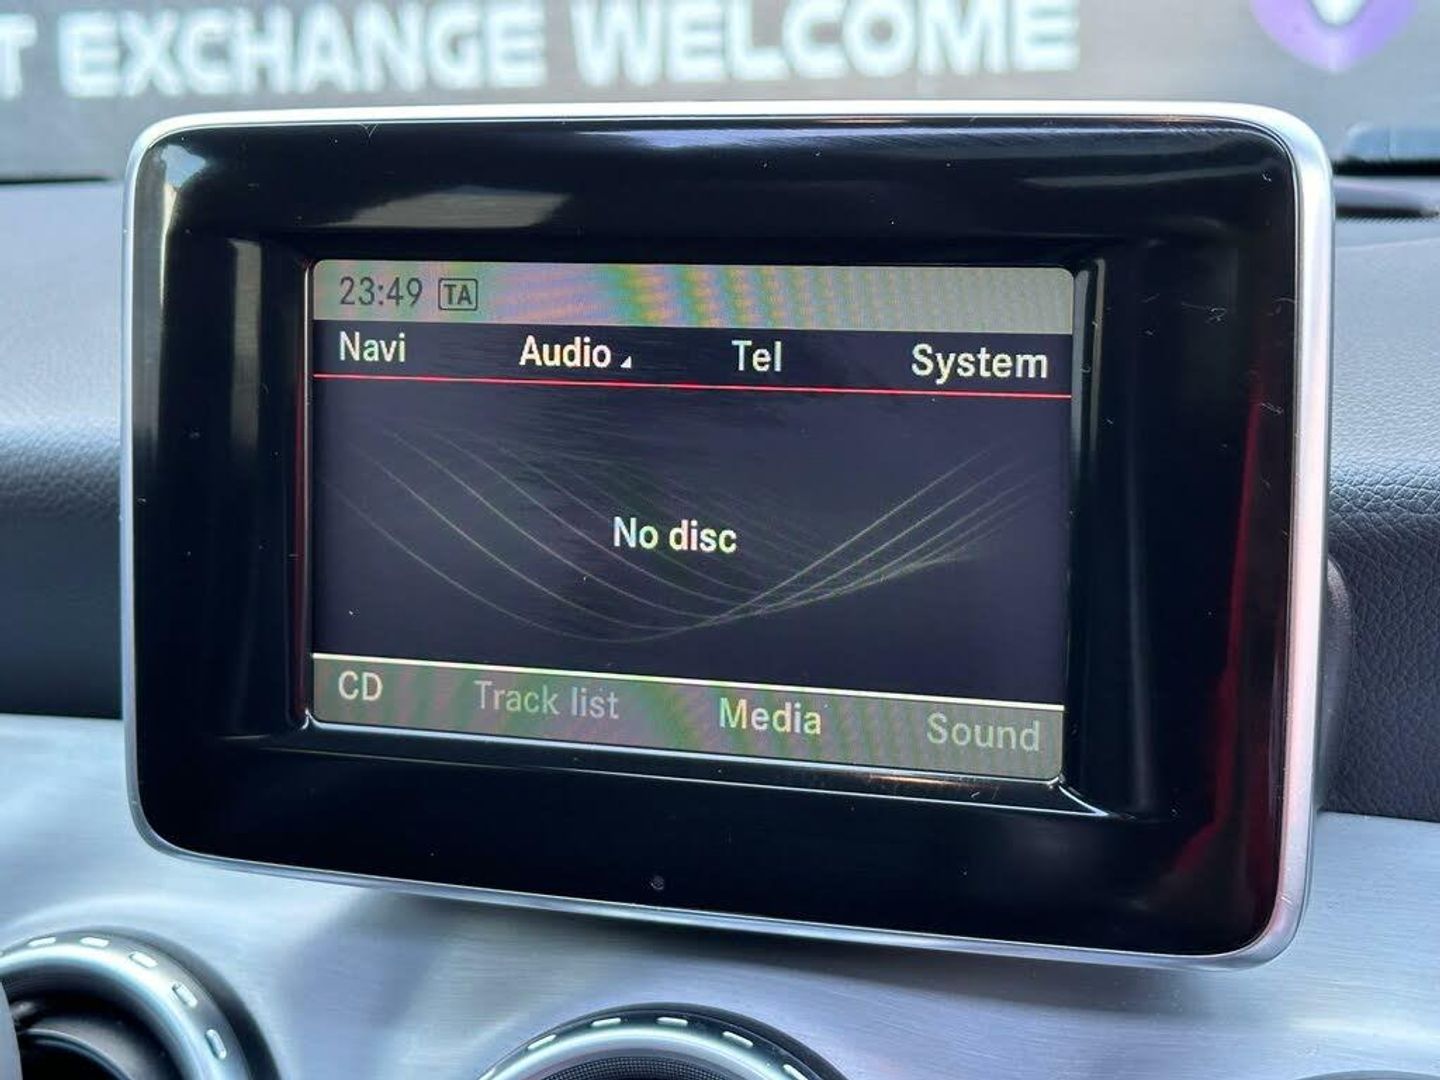 T EXCHANGE WELCOME
23:49 TA
Navi Audio Tel System
No disc
CD Track list Media Sound